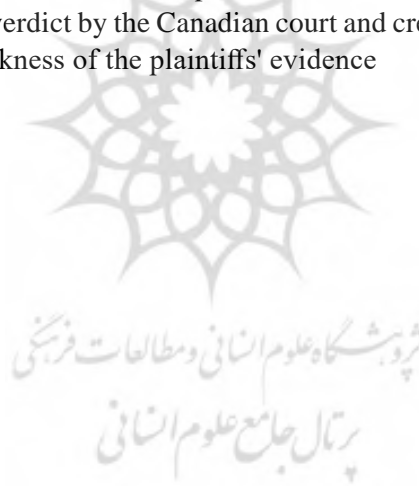 verdict by the Canadian court and cre
kness of the plaintiffs' evidence
پژوهشگاه علوم انسانی و مطالعات فرهنگی
پرتال جامع علوم انسانی